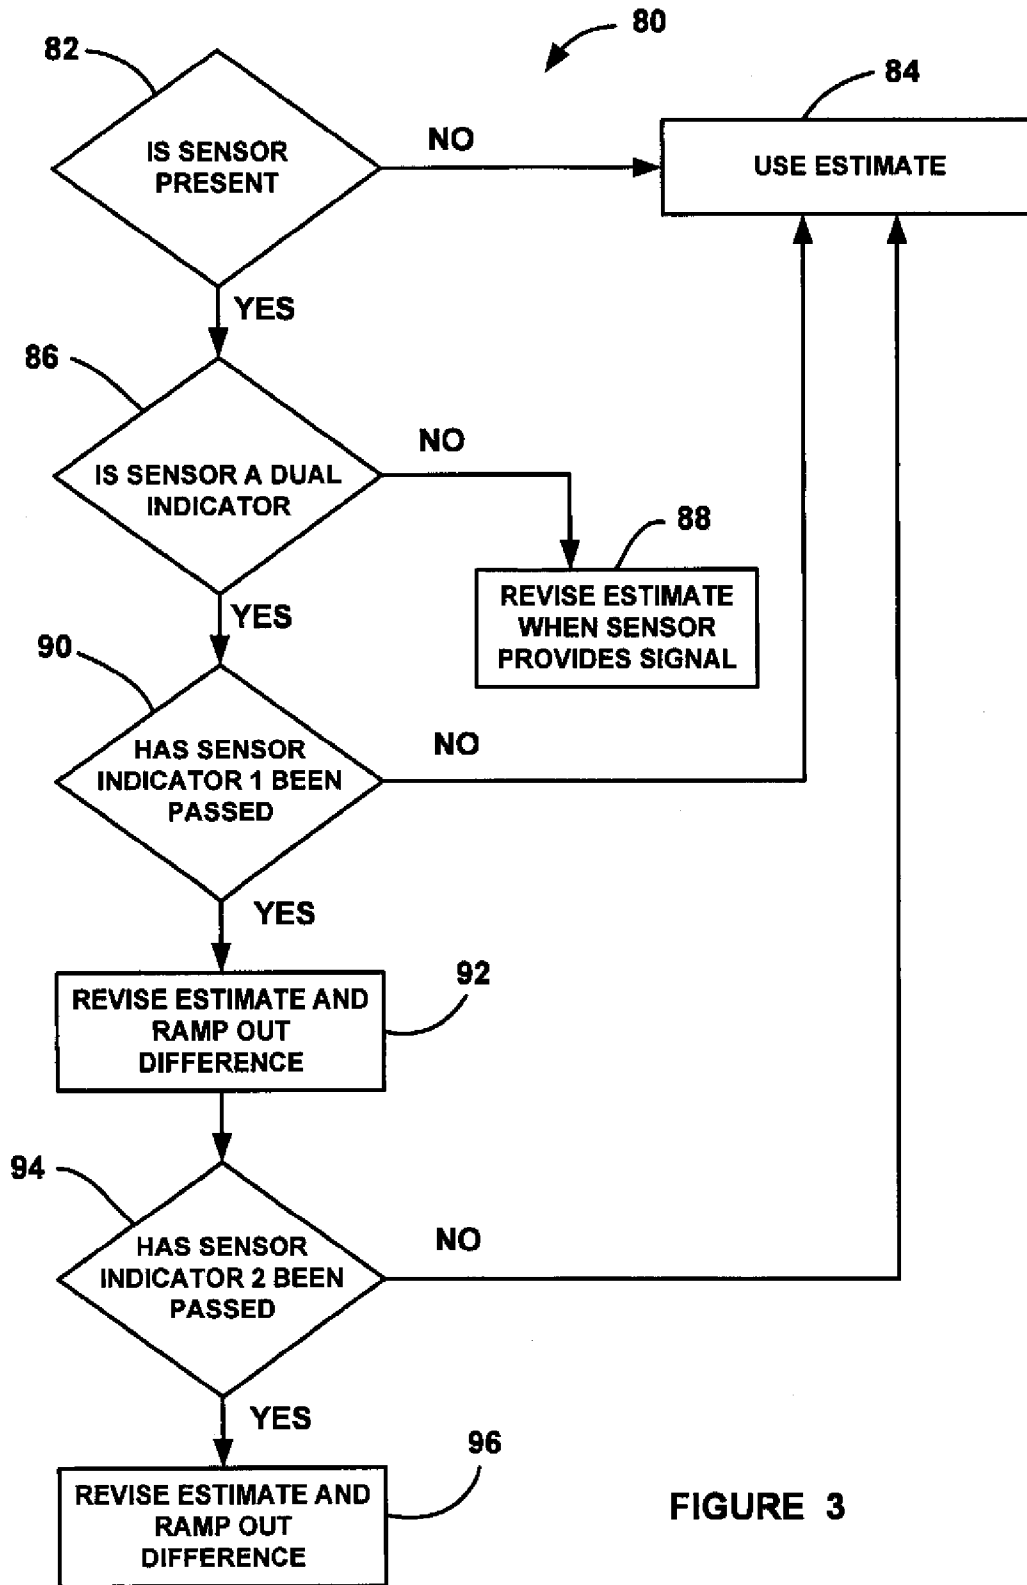 80
82
84
IS SENSOR
PRESENT
NO
USE ESTIMATE
YES
86
IS SENSOR A DUAL
INDICATOR
NO
88
REVISE ESTIMATE
WHEN SENSOR
PROVIDES SIGNAL
YES
90
HAS SENSOR
INDICATOR 1 BEEN
PASSED
NO
YES
92
REVISE ESTIMATE AND
RAMP OUT
DIFFERENCE
94
HAS SENSOR
INDICATOR 2 BEEN
PASSED
NO
YES
96
REVISE ESTIMATE AND
RAMP OUT
DIFFERENCE
FIGURE 3